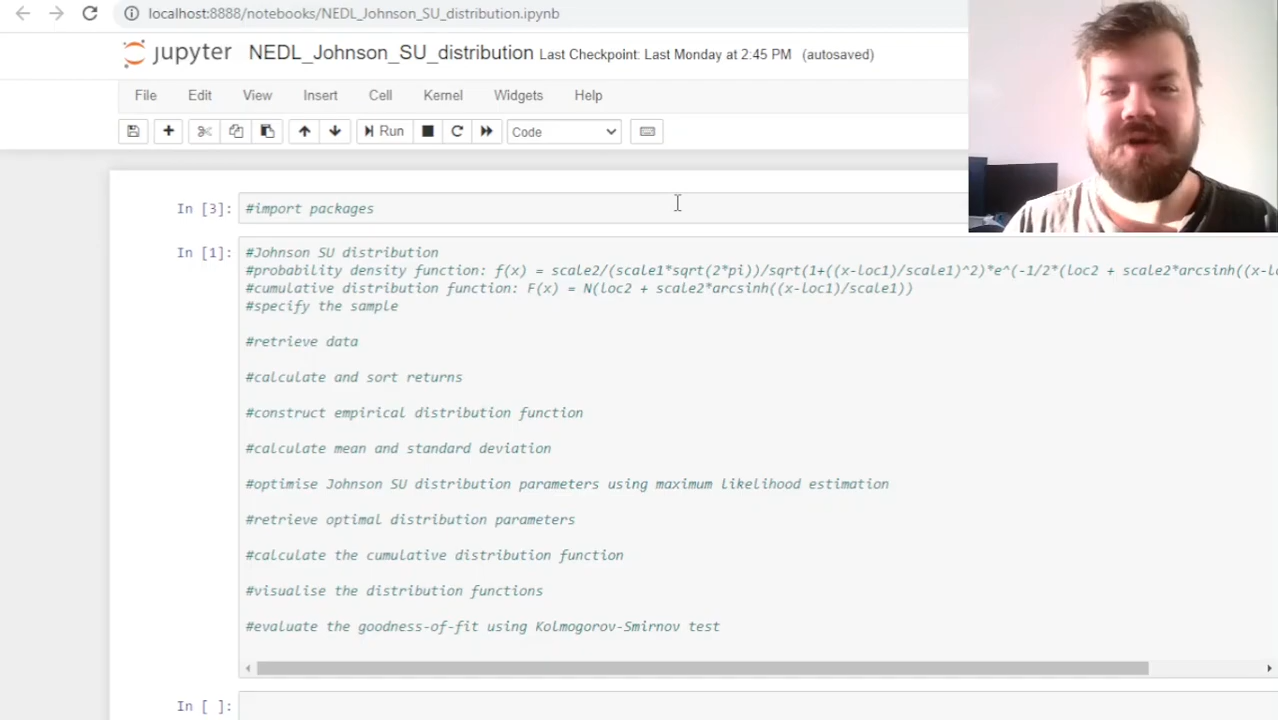 localhost:8888/notebooks/NEDL_Johnson_SU_distribution.ipynb
jupyter NEDL_Johnson_SU_distribution Last Checkpoint: Last Monday at 2:45 PM (autosaved)
File Edit View Insert Cell Kernel Widgets Help
Run Code
In [3]: #import packages
In [1]: #Johnson SU distribution
#probability density function: f(x) = scale2/(scale1*sqrt(2*pi))/sqrt(1+((x-loc1)/scale1)^2)*e^(-1/2*(loc2 + scale2*arcsinh((x-lo
#cumulative distribution function: F(x) = N(loc2 + scale2*arcsinh((x-loc1)/scale1))
#specify the sample
#retrieve data
#calculate and sort returns
#construct empirical distribution function
#calculate mean and standard deviation
#optimise Johnson SU distribution parameters using maximum likelihood estimation
#retrieve optimal distribution parameters
#calculate the cumulative distribution function
#visualise the distribution functions
#evaluate the goodness-of-fit using Kolmogorov-Smirnov test
In [ ]: